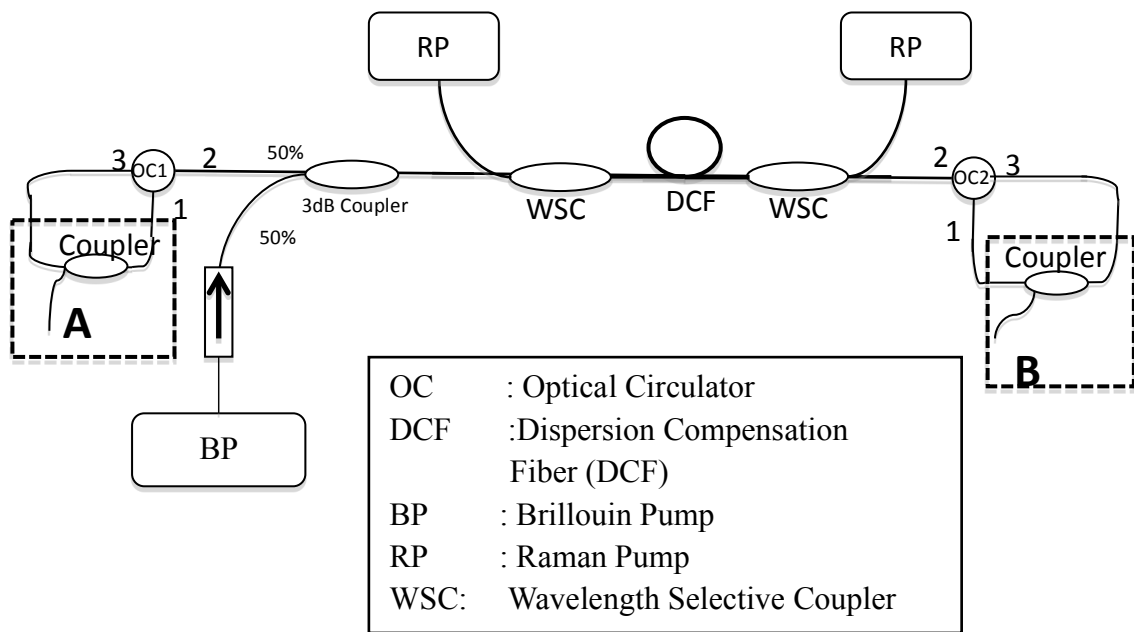 RP
RP
3
OC1
2
50%
3dB Coupler
WSC
DCF
WSC
2
OC2
3
1
50%
1
Coupler
A
Coupler
B
BP
OC : Optical Circulator
DCF :Dispersion Compensation
Fiber (DCF)
BP : Brillouin Pump
RP : Raman Pump
WSC: Wavelength Selective Coupler